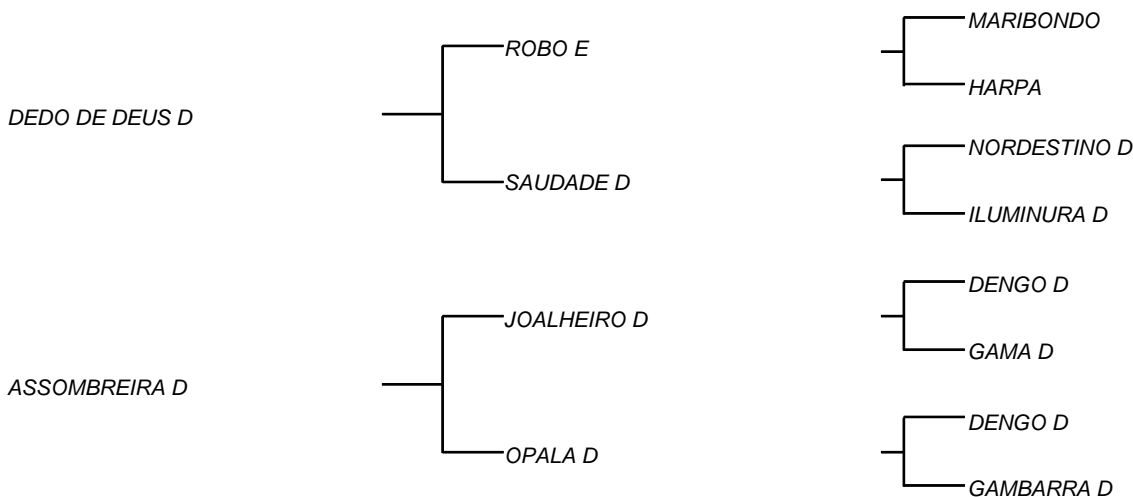 MARIBONDO
ROBO E
HARPA
DEDO DE DEUS D
NORDESTINO D
SAUDADE D
ILUMINURA D
DENGO D
JOALHEIRO D
GAMA D
ASSOMBREIRA D
DENGO D
OPALA D
GAMBARRA D